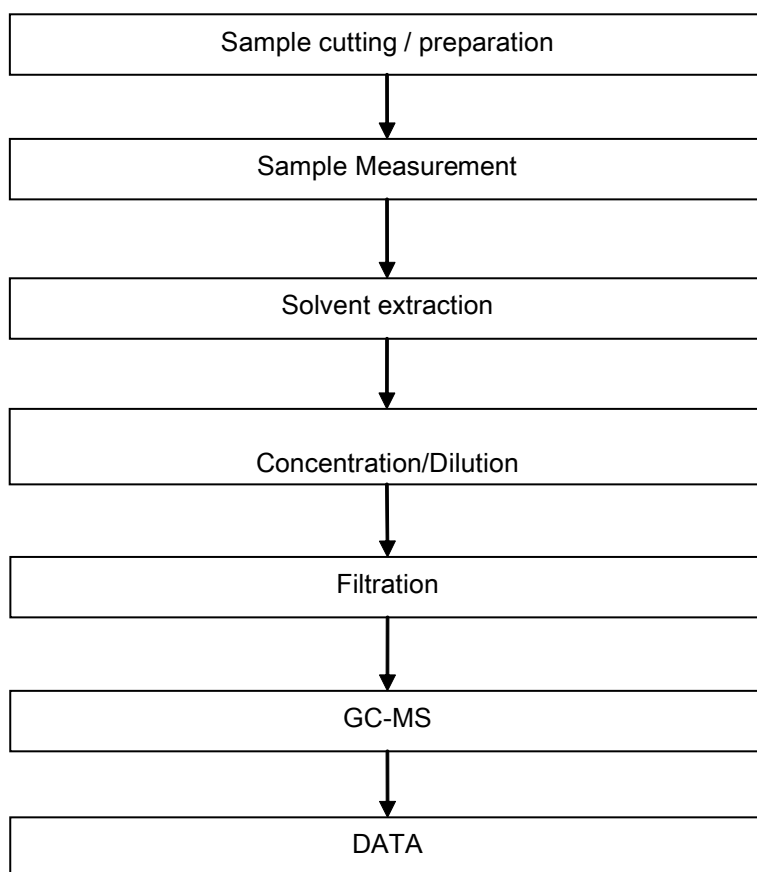 Sample cutting / preparation
Sample Measurement
Solvent extraction
Concentration/Dilution
Filtration
GC-MS
DATA